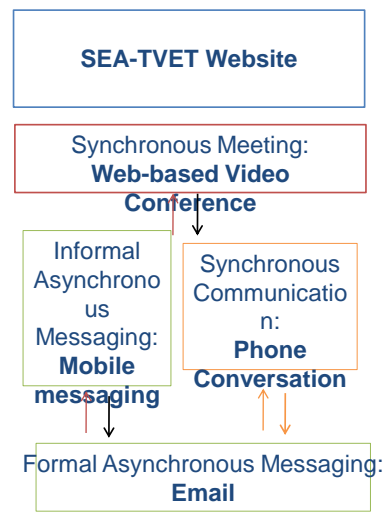 SEA-TVET Website
Synchronous Meeting:
Web-based Video
Conference
Informal
Asynchrono
us
Messaging:
Mobile
messaging
Synchronous
Communicatio
n:
Phone
Conversation
Formal Asynchronous Messaging:
Email